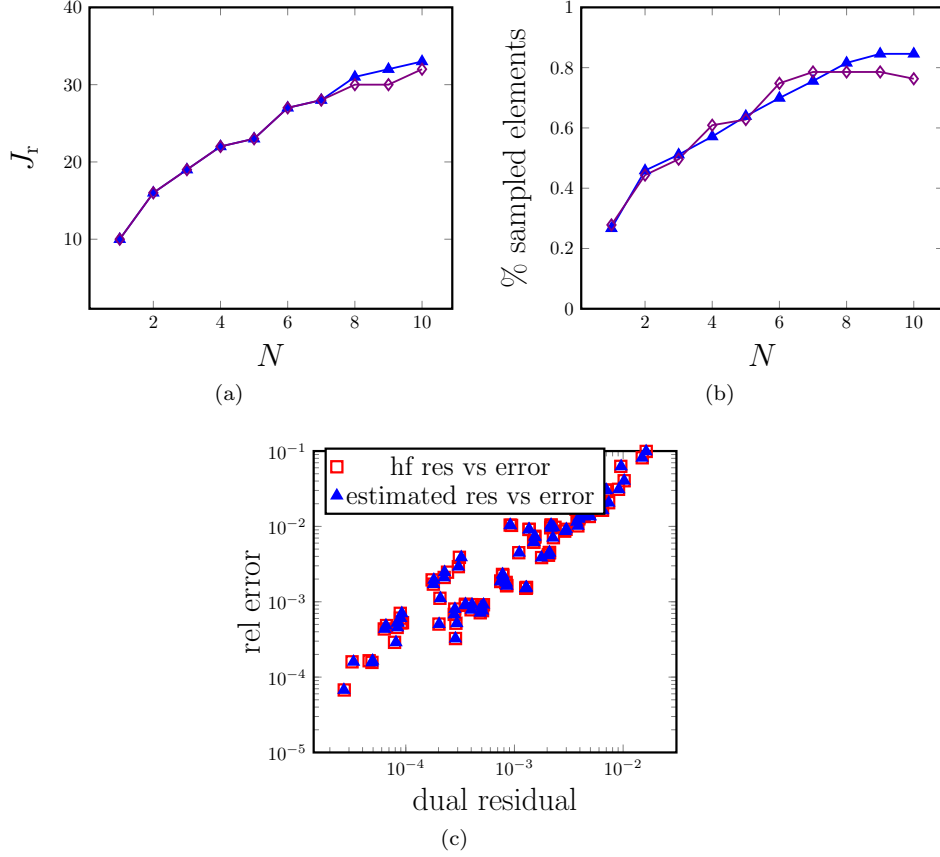 40
30
20
10
J_r
2 4 6 8 10
N
(a)
1
0.8
0.6
0.4
0.2
0
% sampled elements
2 4 6 8 10
N
(b)
10^{-1}
10^{-2}
10^{-3}
10^{-4}
10^{-5}
rel error
hf res vs error
estimated res vs error
10^{-4} 10^{-3} 10^{-2}
dual residual
(c)